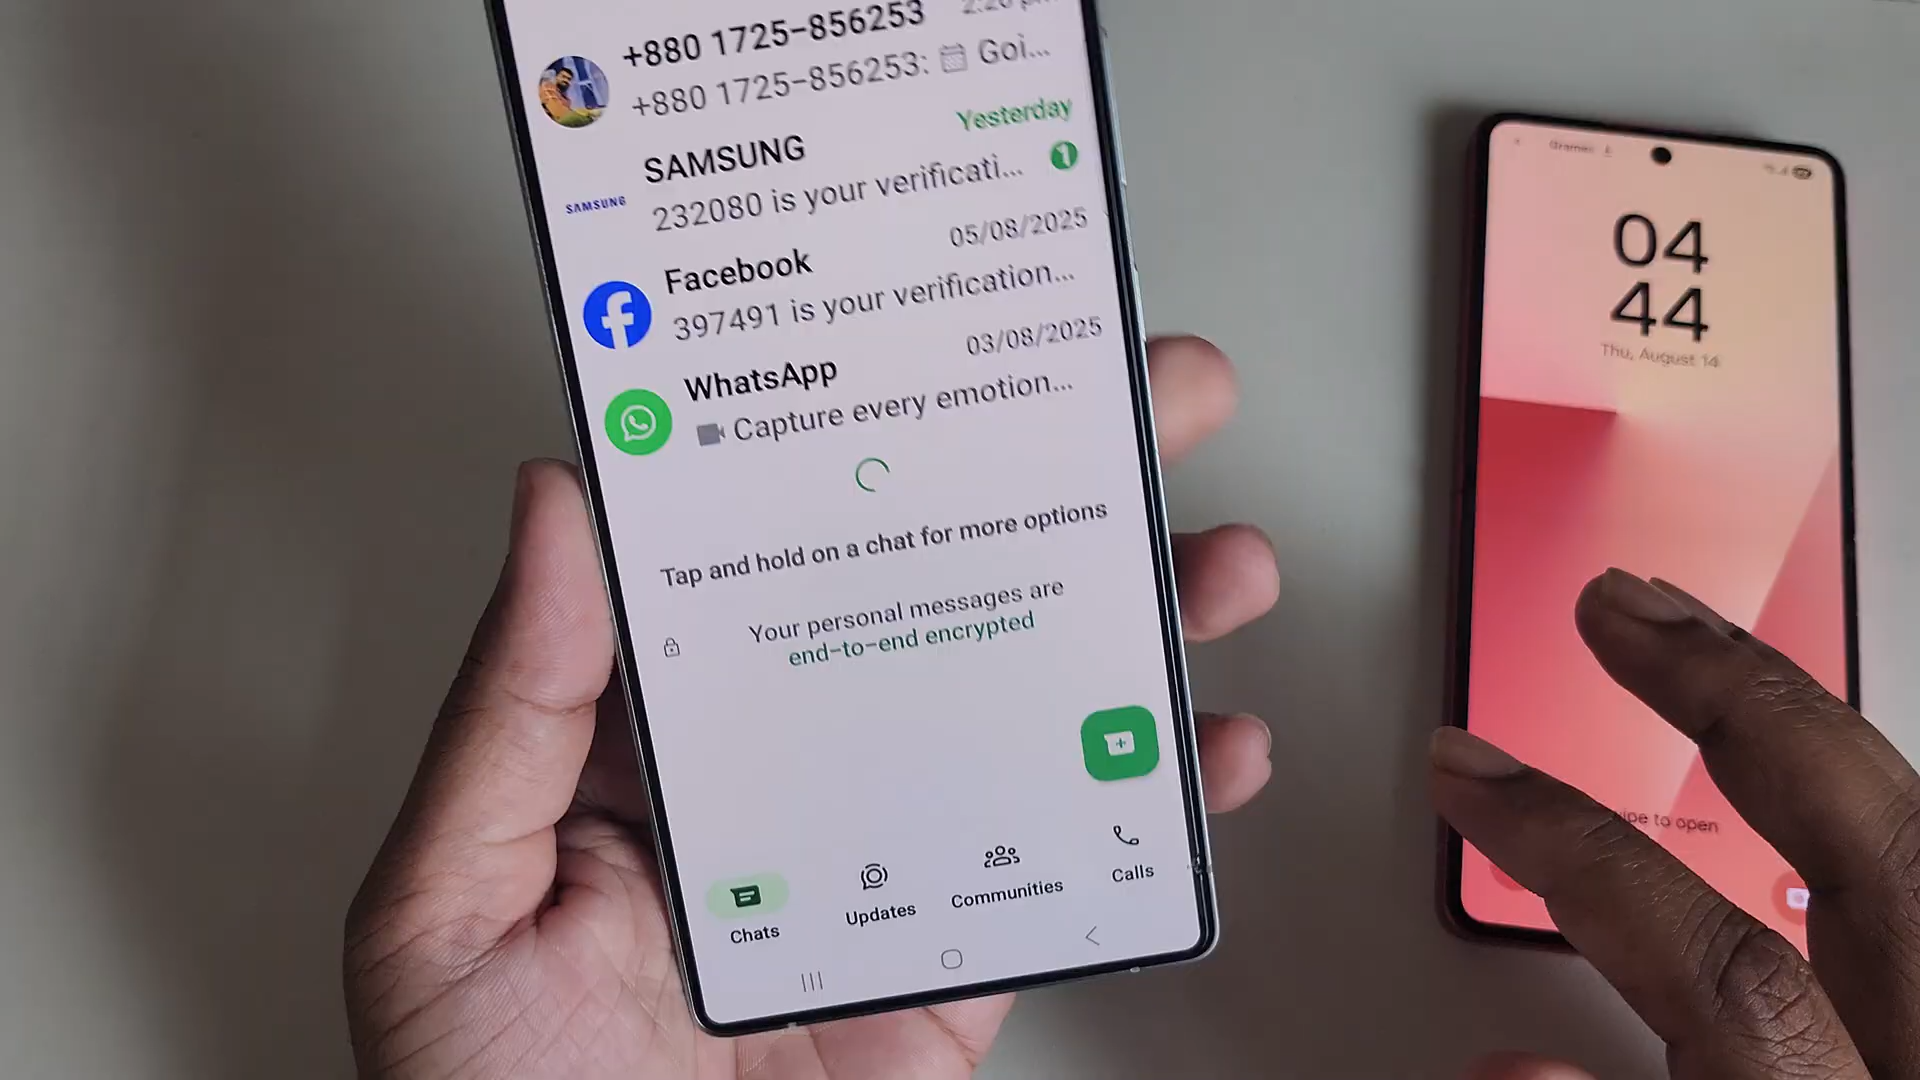 +880 1725-856253
+880 1725-856253: Goi...
Yesterday
SAMSUNG
1
SAMSUNG
232080 is your verificati...
05/08/2025
Facebook
397491 is your verification...
03/08/2025
WhatsApp
Capture every emotion...
Tap and hold on a chat for more options
Your personal messages are
end-to-end encrypted
Chats
Updates
Communities
Calls
04
44
Thu, August 14
ipe to open